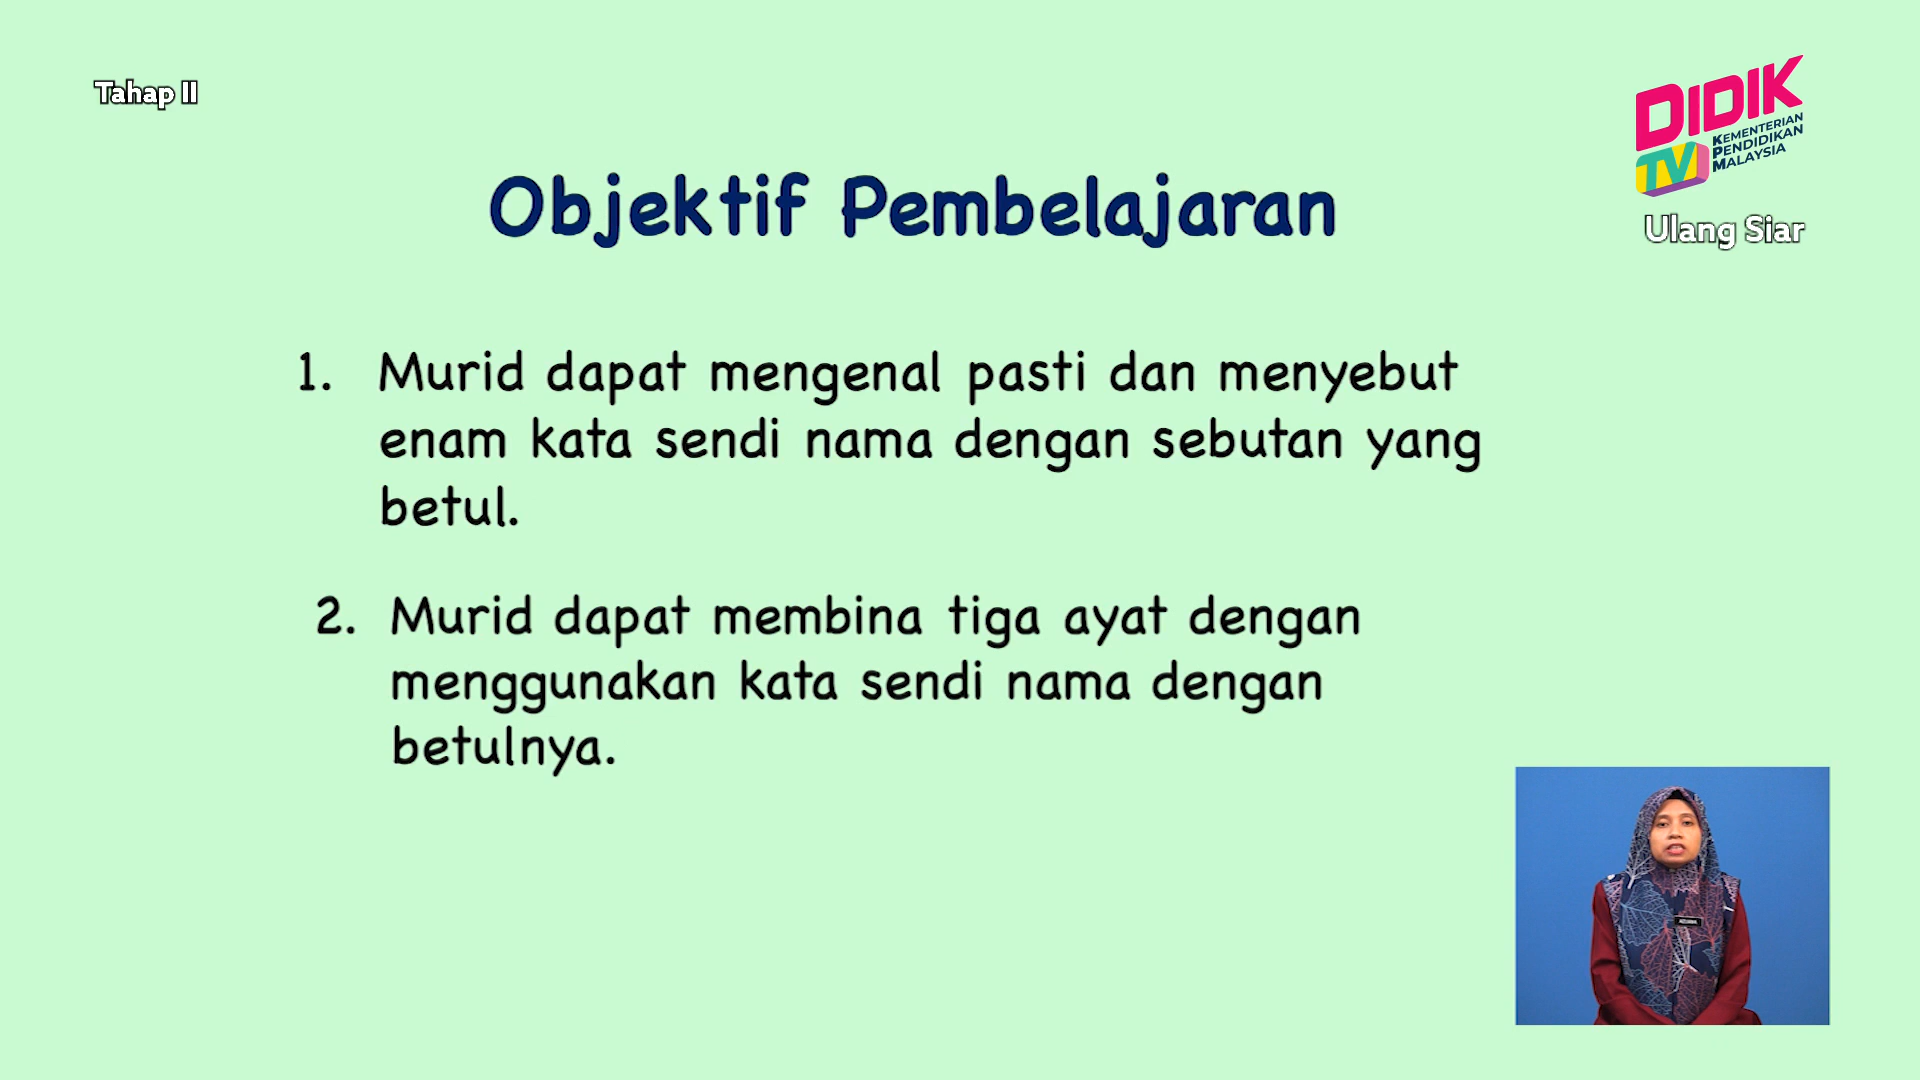 Tahap II
DIDIK
TV
KEMENTERIAN
PENDIDIKAN
MALAYSIA
Ulang Siar
Objektif Pembelajaran
1. Murid dapat mengenal pasti dan menyebut
enam kata sendi nama dengan sebutan yang
betul.
2. Murid dapat membina tiga ayat dengan
menggunakan kata sendi nama dengan
betulnya.